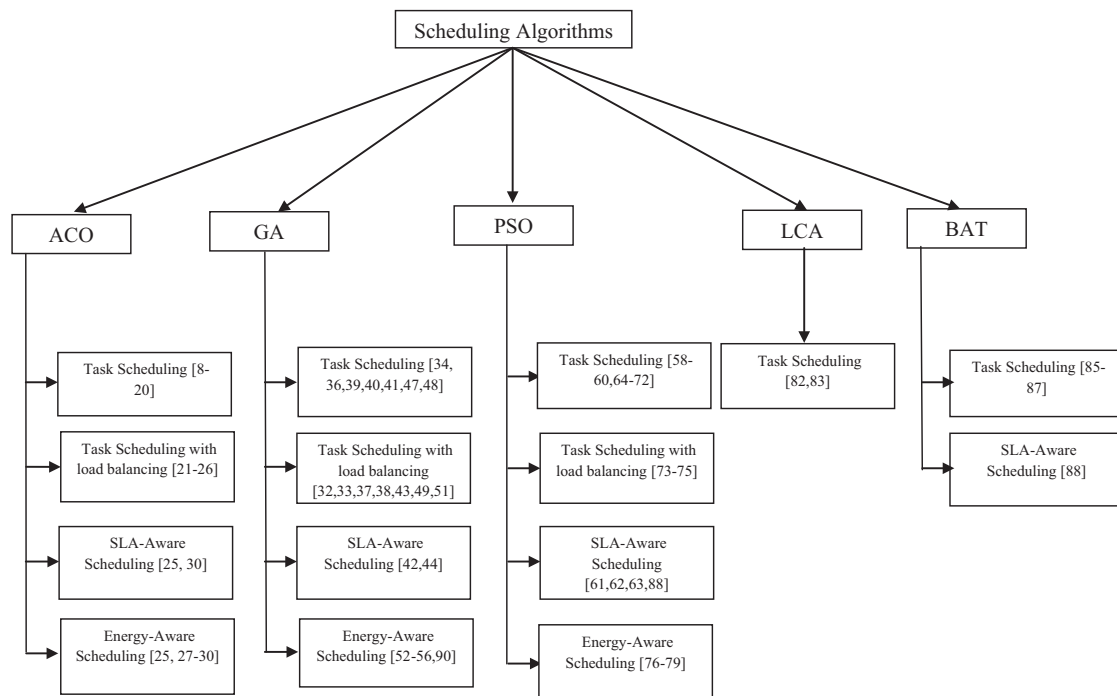 Scheduling Algorithms
ACO
GA
PSO
LCA
BAT
Task Scheduling [8-
20]
Task Scheduling with
load balancing [21-26]
SLA-Aware
Scheduling [25, 30]
Energy-Aware
Scheduling [25, 27-30]
Task Scheduling [34,
36,39,40,41,47,48]
Task Scheduling with
load balancing
[32,33,37,38,43,49,51]
SLA-Aware
Scheduling [42,44]
Energy-Aware
Scheduling [52-56,90]
Task Scheduling [58-
60,64-72]
Task Scheduling with
load balancing [73-75]
SLA-Aware
Scheduling
[61,62,63,88]
Energy-Aware
Scheduling [76-79]
Task Scheduling
[82,83]
Task Scheduling [85-
87]
SLA-Aware
Scheduling [88]